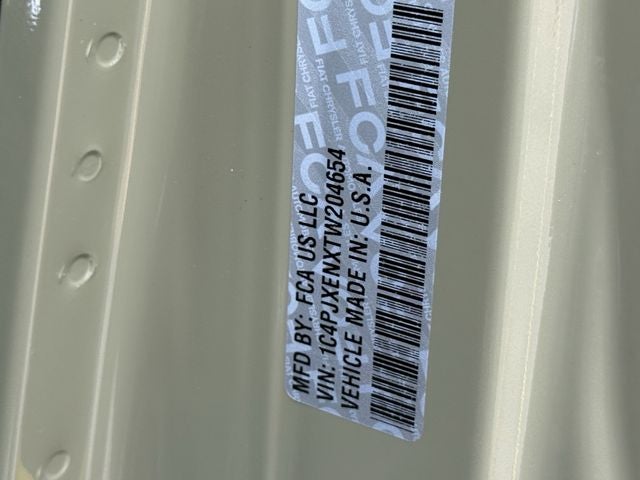 MFD BY: FCA US LLC
VIN: 1C4PJXENXTW204654
VEHICLE MADE IN: U.S.A.